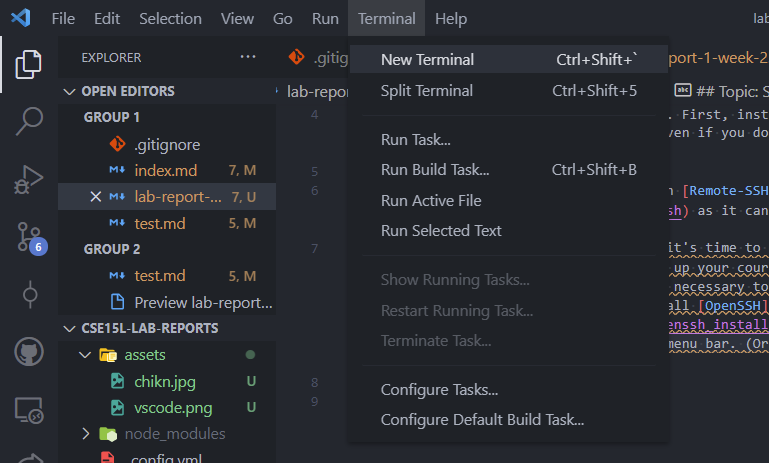 File Edit Selection View Go Run Terminal Help lab
EXPLORER ...
OPEN EDITORS
GROUP 1
.gitignore
index.md 7, M
lab-report-... 7, U
test.md 5, M
GROUP 2
test.md 5, M
Preview lab-report...
CSE15L-LAB-REPORTS
assets
chikn.jpg U
vscode.png U
node_modules
_config.yml
6
New Terminal Ctrl+Shift+`
Split Terminal Ctrl+Shift+5
Run Task...
Run Build Task... Ctrl+Shift+B
Run Active File
Run Selected Text
Show Running Tasks...
Restart Running Task...
Terminate Task...
Configure Tasks...
Configure Default Build Task...
.gi port-1-week-2
lab-repor abc ## Topic: S
4 . First, inst
ven if you do
5
6 n [Remote-SSH
sh) as it can
7 it's time to
up your cour
necessary to
all [OpenSSH]
enssh_install
menu bar. (Or
8
9